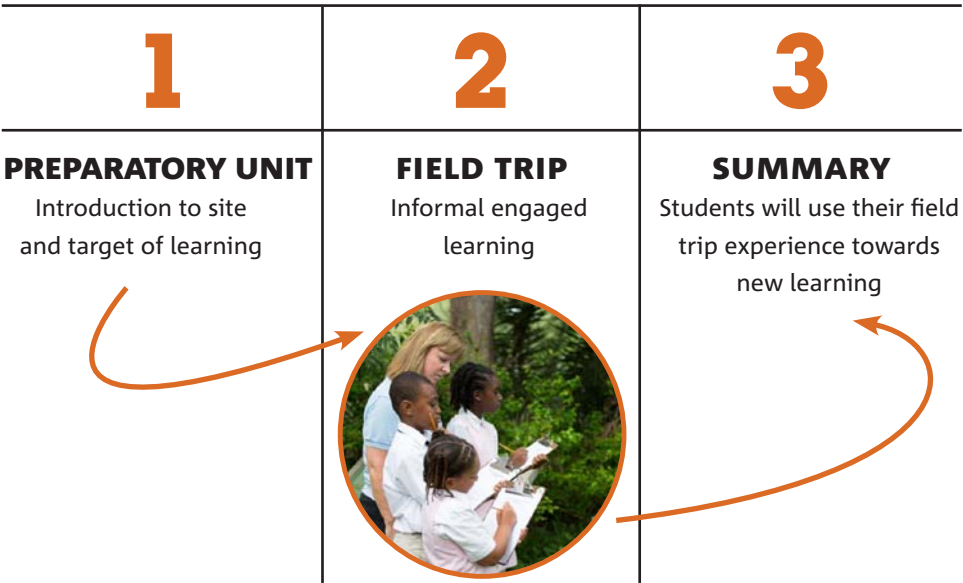 1
PREPARATORY UNIT
Introduction to site
and target of learning
2
FIELD TRIP
Informal engaged
learning
3
SUMMARY
Students will use their field
trip experience towards
new learning